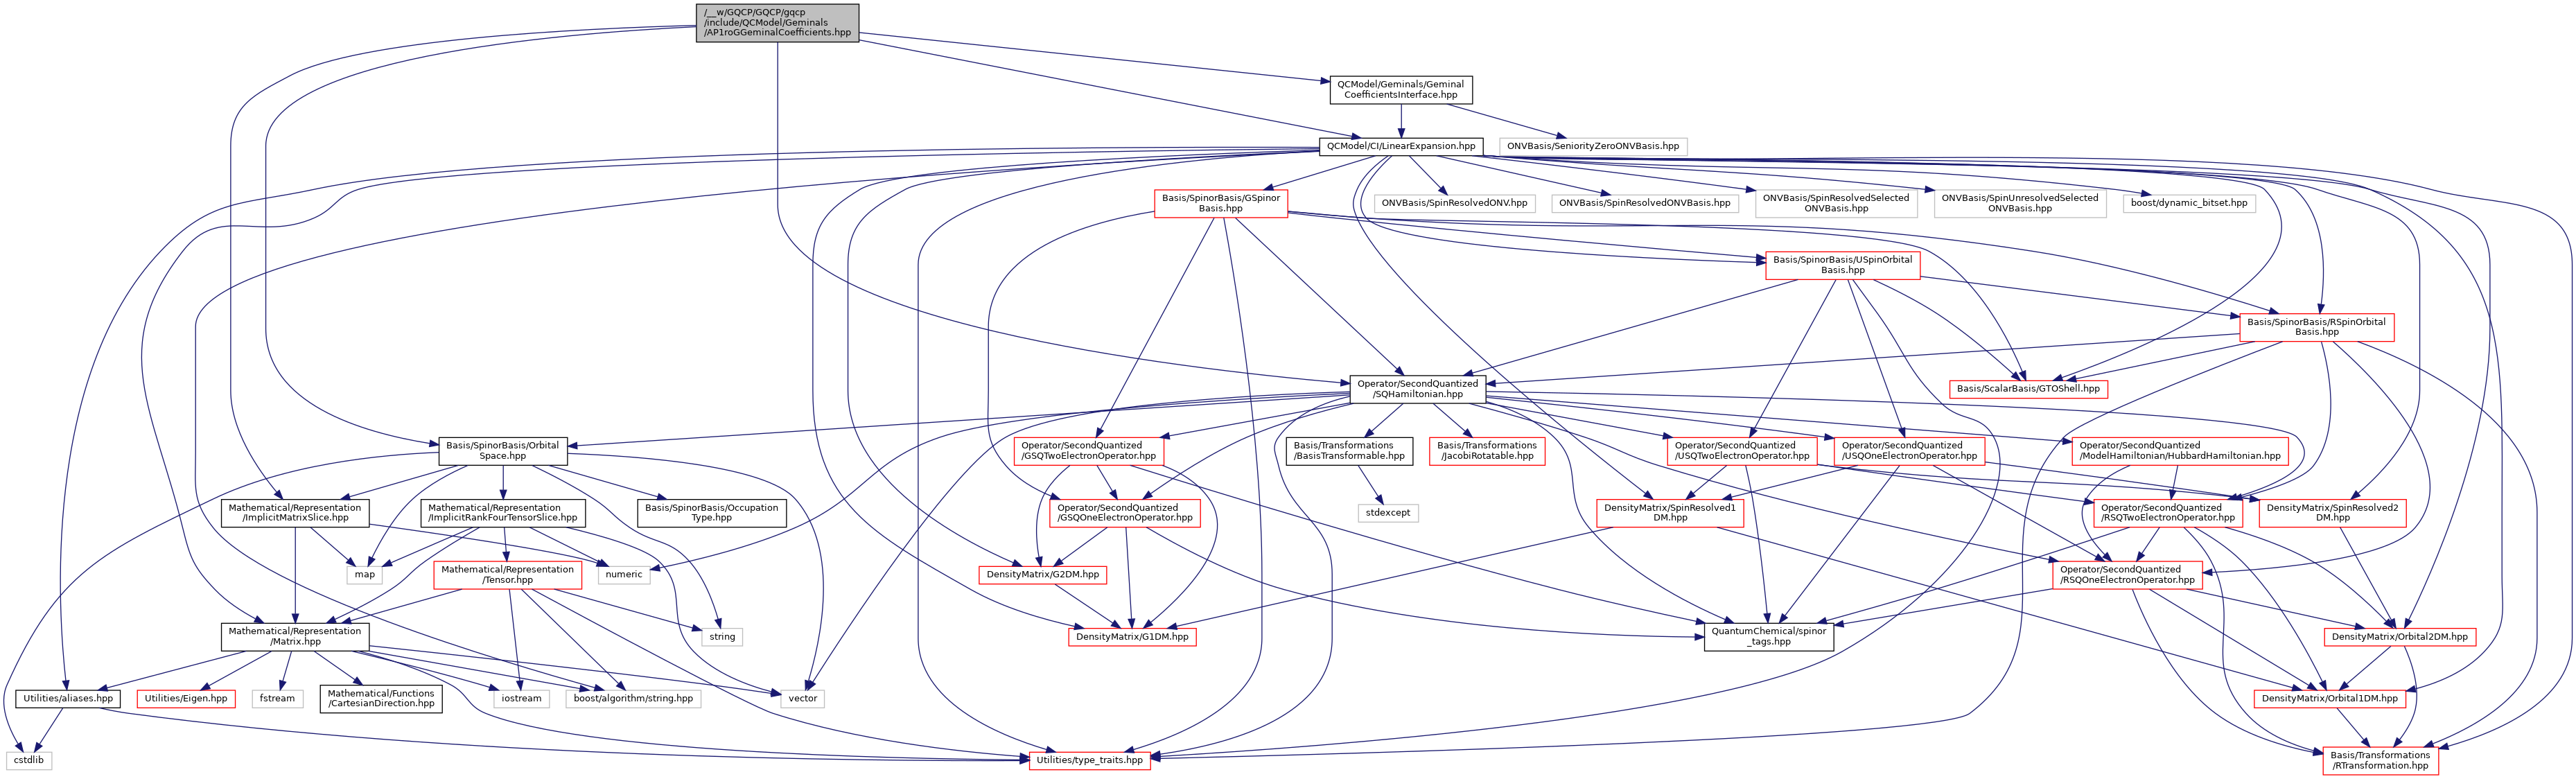 /__w/GQCP/GQCP/gqcp
/include/QCModel/Geminals
/AP1roGGeminalCoefficients.hpp
QCModel/Geminals/Geminal
CoefficientsInterface.hpp
QCModel/CI/LinearExpansion.hpp
ONVBasis/SeniorityZeroONVBasis.hpp
Basis/SpinorBasis/GSpinor
Basis.hpp
ONVBasis/SpinResolvedONV.hpp
ONVBasis/SpinResolvedONVBasis.hpp
ONVBasis/SpinResolvedSelected
ONVBasis.hpp
ONVBasis/SpinUnresolvedSelected
ONVBasis.hpp
boost/dynamic_bitset.hpp
Basis/SpinorBasis/USpinOrbital
Basis.hpp
Basis/SpinorBasis/RSpinOrbital
Basis.hpp
Operator/SecondQuantized
/SQHamiltonian.hpp
Basis/ScalarBasis/GTOShell.hpp
Basis/SpinorBasis/Orbital
Space.hpp
Operator/SecondQuantized
/GSQTwoElectronOperator.hpp
Basis/Transformations
/BasisTransformable.hpp
Basis/Transformations
/JacobiRotatable.hpp
Operator/SecondQuantized
/USQTwoElectronOperator.hpp
Operator/SecondQuantized
/USQOneElectronOperator.hpp
Operator/SecondQuantized
/ModelHamiltonian/HubbardHamiltonian.hpp
Mathematical/Representation
/ImplicitMatrixSlice.hpp
Mathematical/Representation
/ImplicitRankFourTensorSlice.hpp
Basis/SpinorBasis/Occupation
Type.hpp
Operator/SecondQuantized
/GSQOneElectronOperator.hpp
stdexcept
DensityMatrix/SpinResolved1
DM.hpp
Operator/SecondQuantized
/RSQTwoElectronOperator.hpp
DensityMatrix/SpinResolved2
DM.hpp
map
Mathematical/Representation
/Tensor.hpp
numeric
DensityMatrix/G2DM.hpp
Operator/SecondQuantized
/RSQOneElectronOperator.hpp
Mathematical/Representation
/Matrix.hpp
string
DensityMatrix/G1DM.hpp
QuantumChemical/spinor
_tags.hpp
DensityMatrix/Orbital2DM.hpp
Utilities/aliases.hpp
Utilities/Eigen.hpp
fstream
Mathematical/Functions
/CartesianDirection.hpp
iostream
boost/algorithm/string.hpp
vector
DensityMatrix/Orbital1DM.hpp
cstdlib
Utilities/type_traits.hpp
Basis/Transformations
/RTransformation.hpp